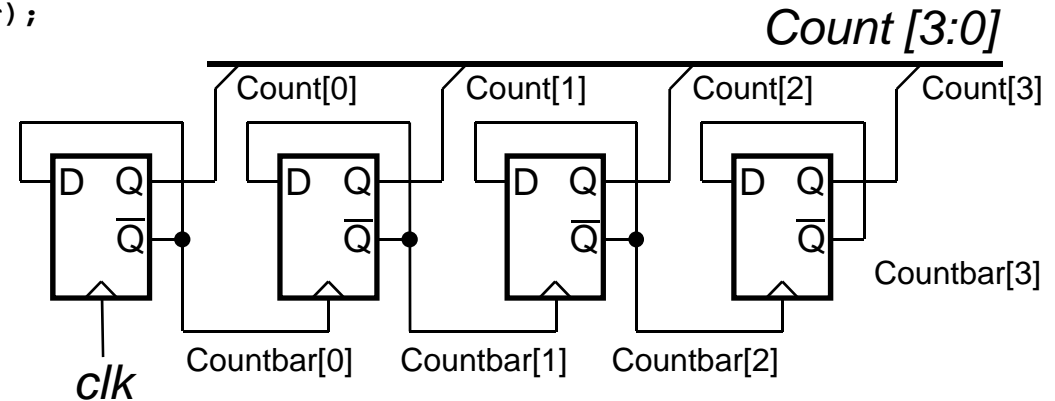 );
Count [3:0]
Count[0] Count[1] Count[2] Count[3]
D Q D Q D Q D Q
Q Q Q Q
Countbar[3]
Countbar[0] Countbar[1] Countbar[2]
clk